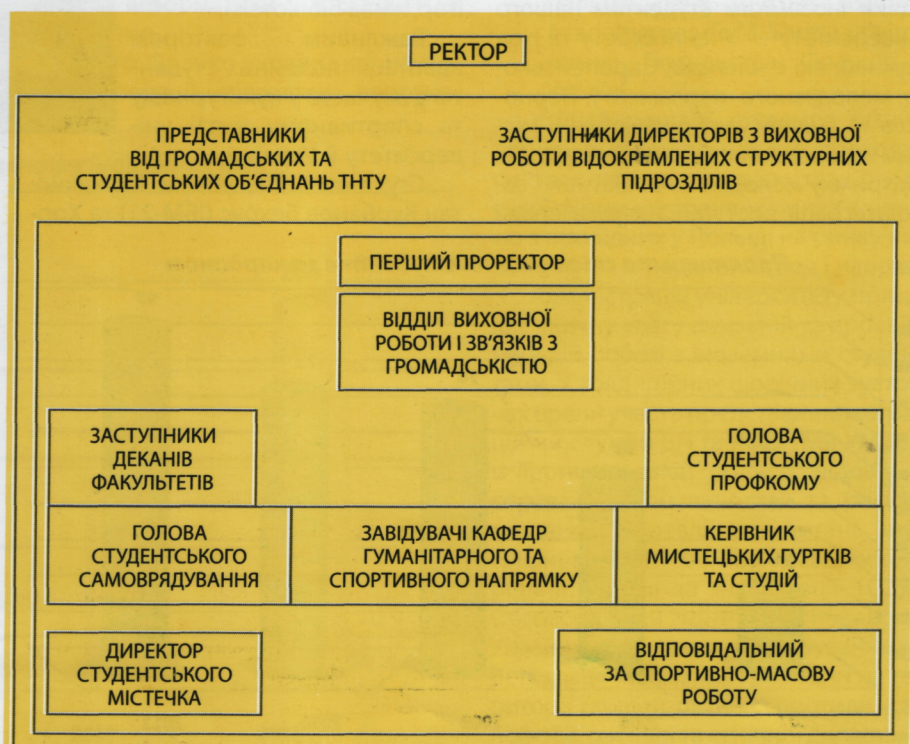 РЕКТОР
ПРЕДСТАВНИКИ
ВІД ГРОМАДСЬКИХ ТА
СТУДЕНТСЬКИХ ОБ’ЄДНАНЬ ТНТУ
ЗАСТУПНИКИ ДИРЕКТОРІВ З ВИХОВНОЇ
РОБОТИ ВІДОКРЕМЛЕНИХ СТРУКТУРНИХ
ПІДРОЗДІЛІВ
ПЕРШИЙ ПРОРЕКТОР
ВІДДІЛ ВИХОВНОЇ
РОБОТИ І ЗВ’ЯЗКІВ З
ГРОМАДСЬКІСТЮ
ЗАСТУПНИКИ
ДЕКАНІВ
ФАКУЛЬТЕТІВ
ГОЛОВА
СТУДЕНТСЬКОГО
ПРОФКОМУ
ГОЛОВА
СТУДЕНТСЬКОГО
САМОВРЯДУВАННЯ
ЗАВІДУВАЧІ КАФЕДР
ГУМАНІТАРНОГО ТА
СПОРТИВНОГО НАПРЯМКУ
КЕРІВНИК
МИСТЕЦЬКИХ ГУРТКІВ
ТА СТУДІЙ
ДИРЕКТОР
СТУДЕНТСЬКОГО
МІСТЕЧКА
ВІДПОВІДАЛЬНИЙ
ЗА СПОРТИВНО-МАСОВУ
РОБОТУ